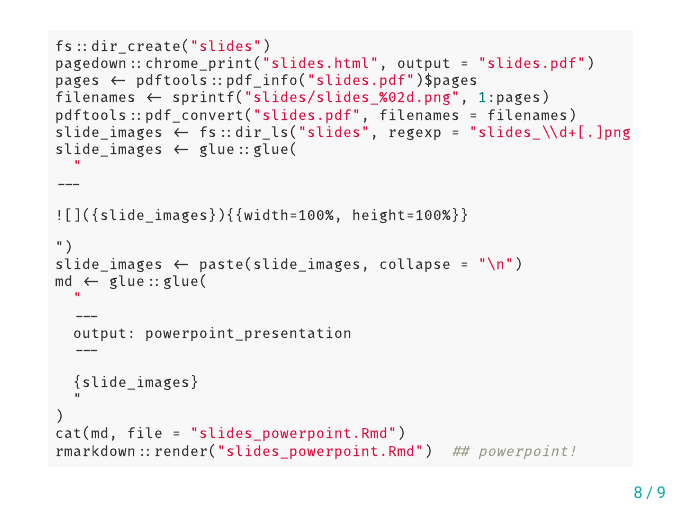 fs::dir_create("slides")
pagedown::chrome_print("slides.html", output = "slides.pdf")
pages <- pdftools::pdf_info("slides.pdf")$pages
filenames <- sprintf("slides/slides_%02d.png", 1:pages)
pdftools::pdf_convert("slides.pdf", filenames = filenames)
slide_images <- fs::dir_ls("slides", regexp = "slides_\\d+[.]png
slide_images <- glue::glue(
  "
---

![]({slide_images}){{width=100%, height=100%}}

")
slide_images <- paste(slide_images, collapse = "\n")
md <- glue::glue(
  "
  ---
  output: powerpoint_presentation
  ---

  {slide_images}
  "
)
cat(md, file = "slides_powerpoint.Rmd")
rmarkdown::render("slides_powerpoint.Rmd")  ## powerpoint!
8 / 9